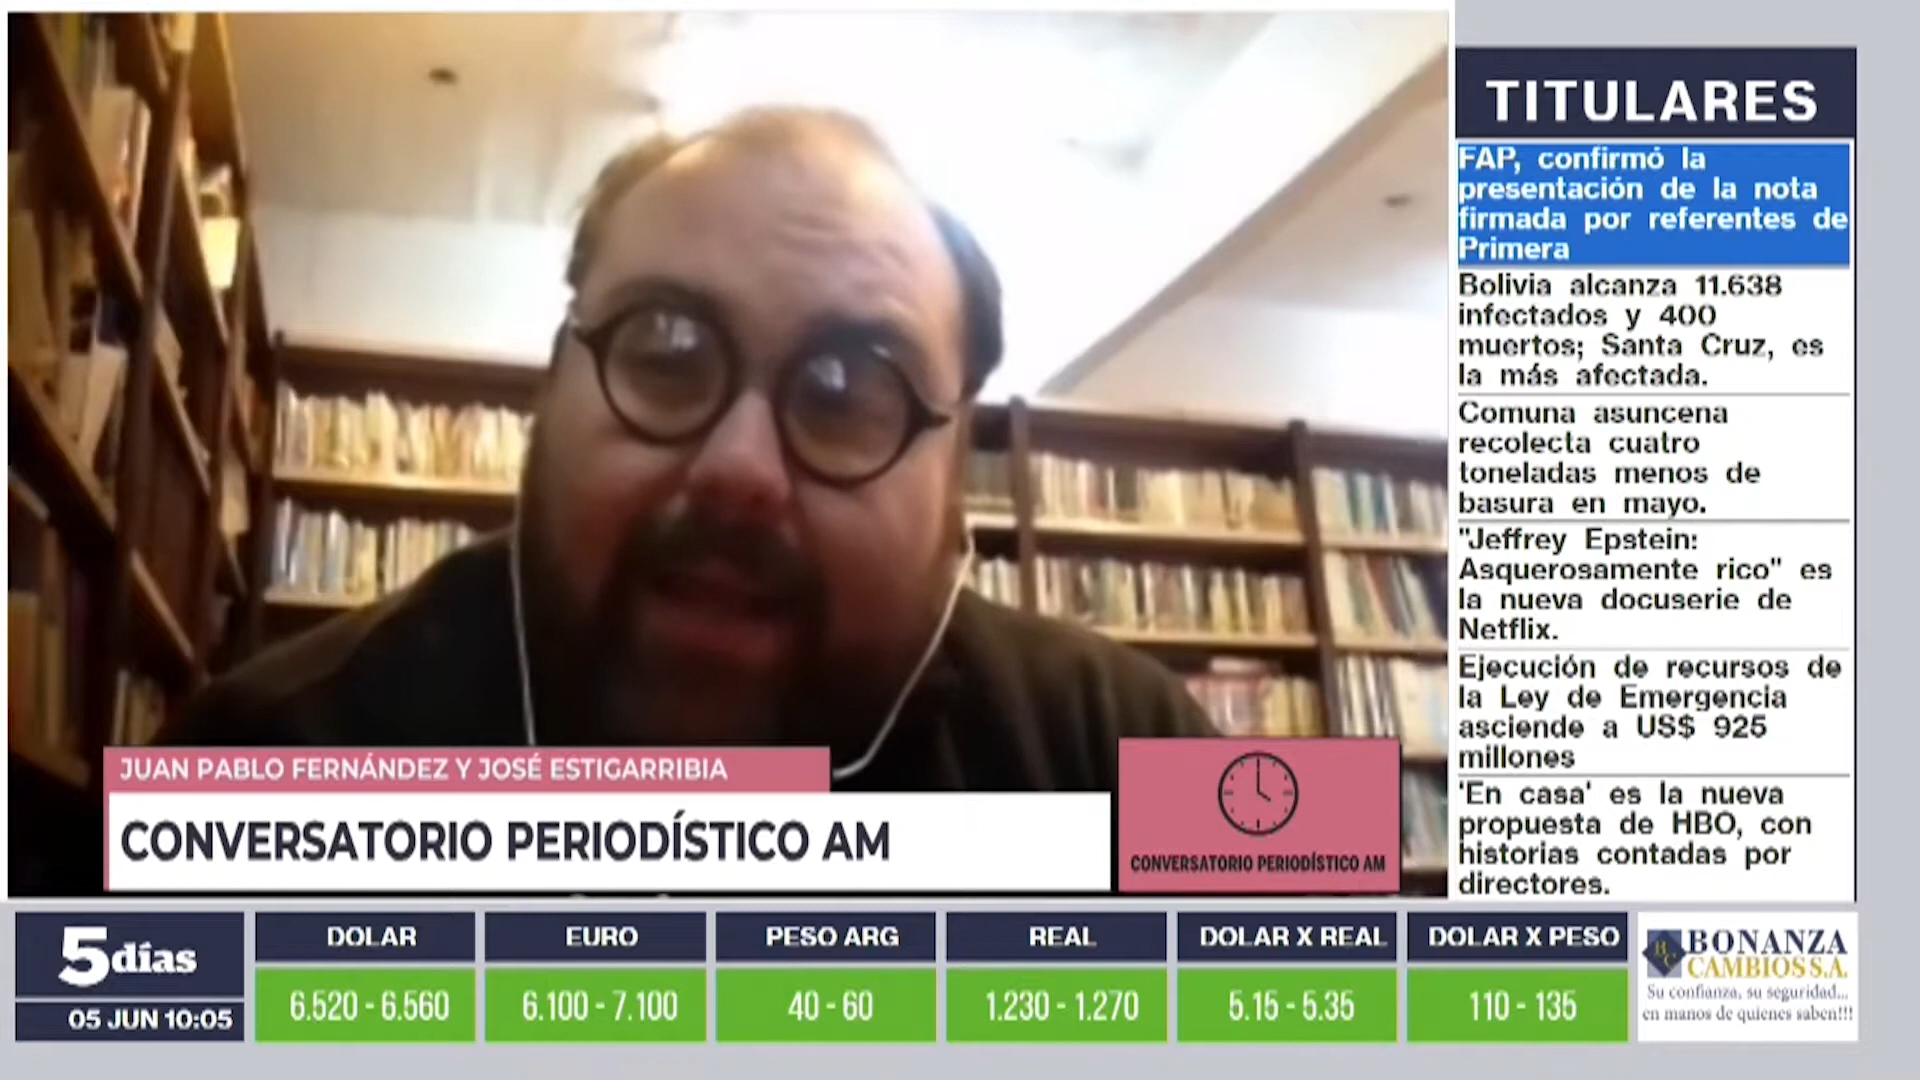 TITULARES
FAP, confirmó la
presentación de la nota
firmada por referentes de
Primera
Bolivia alcanza 11.638
infectados y 400
muertos; Santa Cruz, es
la más afectada.
Comuna asuncena
recolecta cuatro
toneladas menos de
basura en mayo.
"Jeffrey Epstein:
Asquerosamente rico" es
la nueva docuserie de
Netflix.
Ejecución de recursos de
la Ley de Emergencia
asciende a US$ 925
millones
'En casa' es la nueva
propuesta de HBO, con
historias contadas por
directores.
JUAN PABLO FERNÁNDEZ Y JOSÉ ESTIGARRIBIA
CONVERSATORIO PERIODÍSTICO AM
CONVERSATORIO PERIODÍSTICO AM
5días
05 JUN 10:05
DOLAR
6.520 - 6.560
EURO
6.100 - 7.100
PESO ARG
40 - 60
REAL
1.230 - 1.270
DOLAR X REAL
5.15 - 5.35
DOLAR X PESO
110 - 135
BC
BONANZA
CAMBIOS S.A.
Su confianza, su seguridad...
en manos de quienes saben!!!